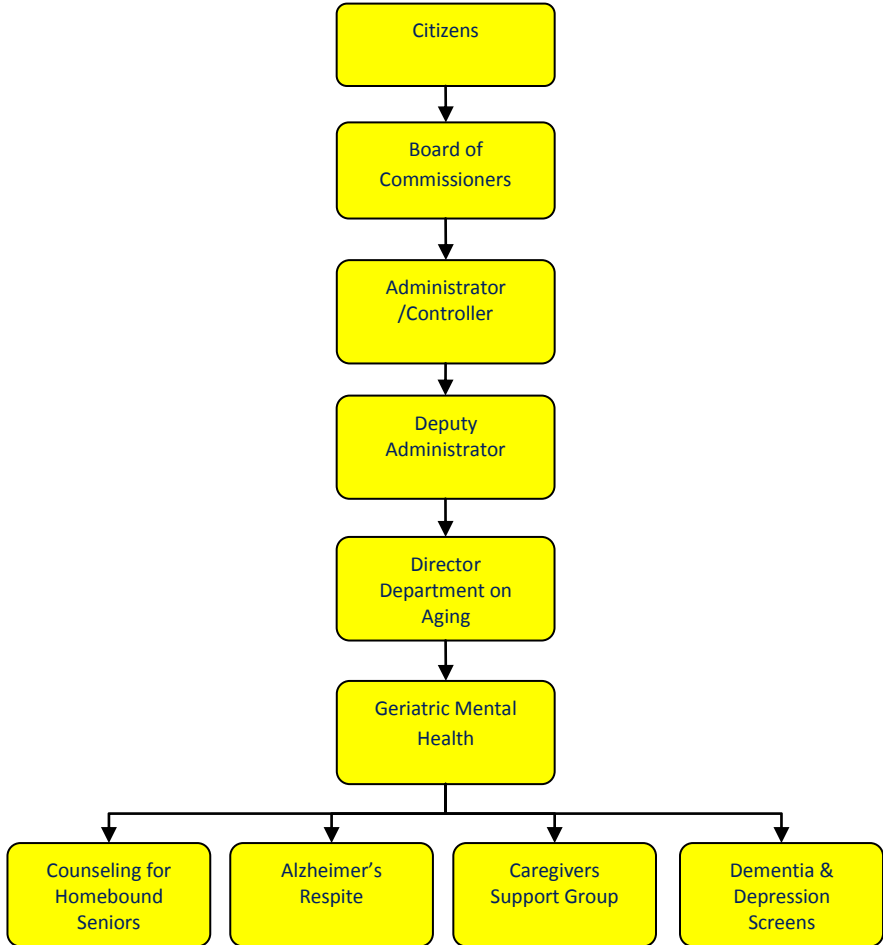 Citizens
Board of
Commissioners
Administrator
/Controller
Deputy
Administrator
Director
Department on
Aging
Geriatric Mental
Health
Counseling for
Homebound
Seniors
Alzheimer’s
Respite
Caregivers
Support Group
Dementia &
Depression
Screens